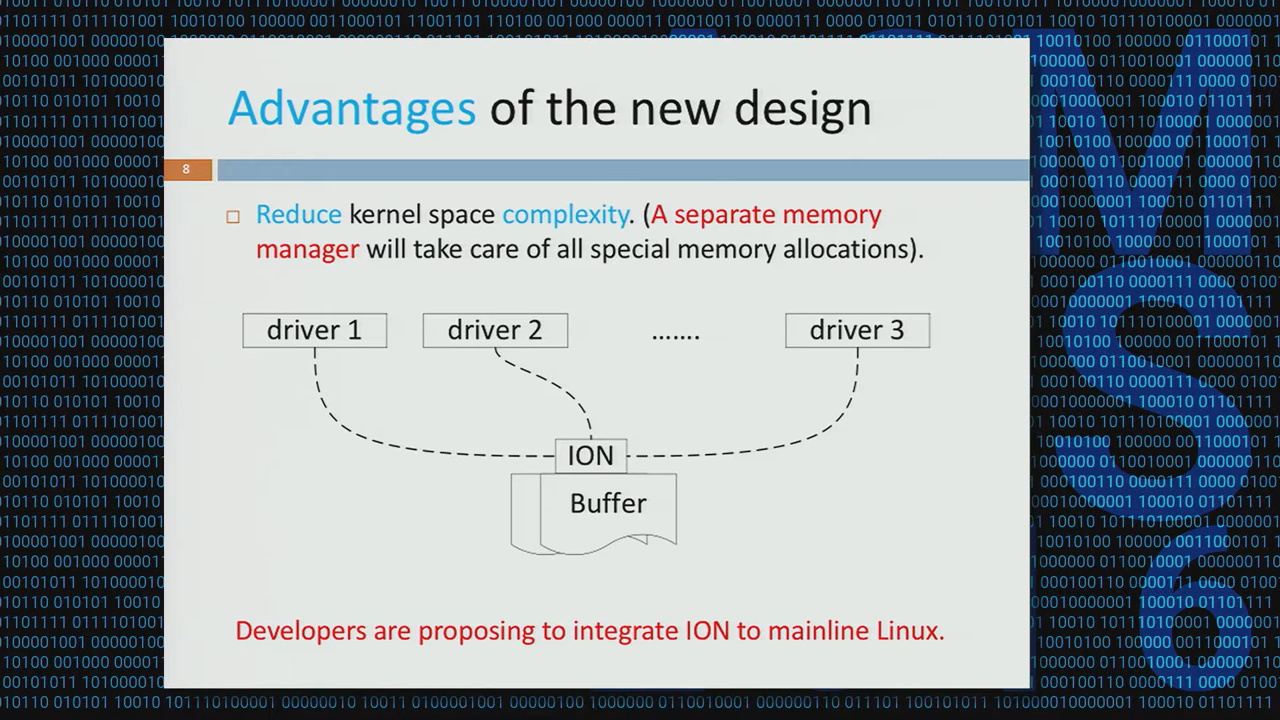 Advantages of the new design
8
Reduce kernel space complexity. (A separate memory
manager will take care of all special memory allocations).
driver 1 driver 2 ……. driver 3
ION
Buffer
Developers are proposing to integrate ION to mainline Linux.